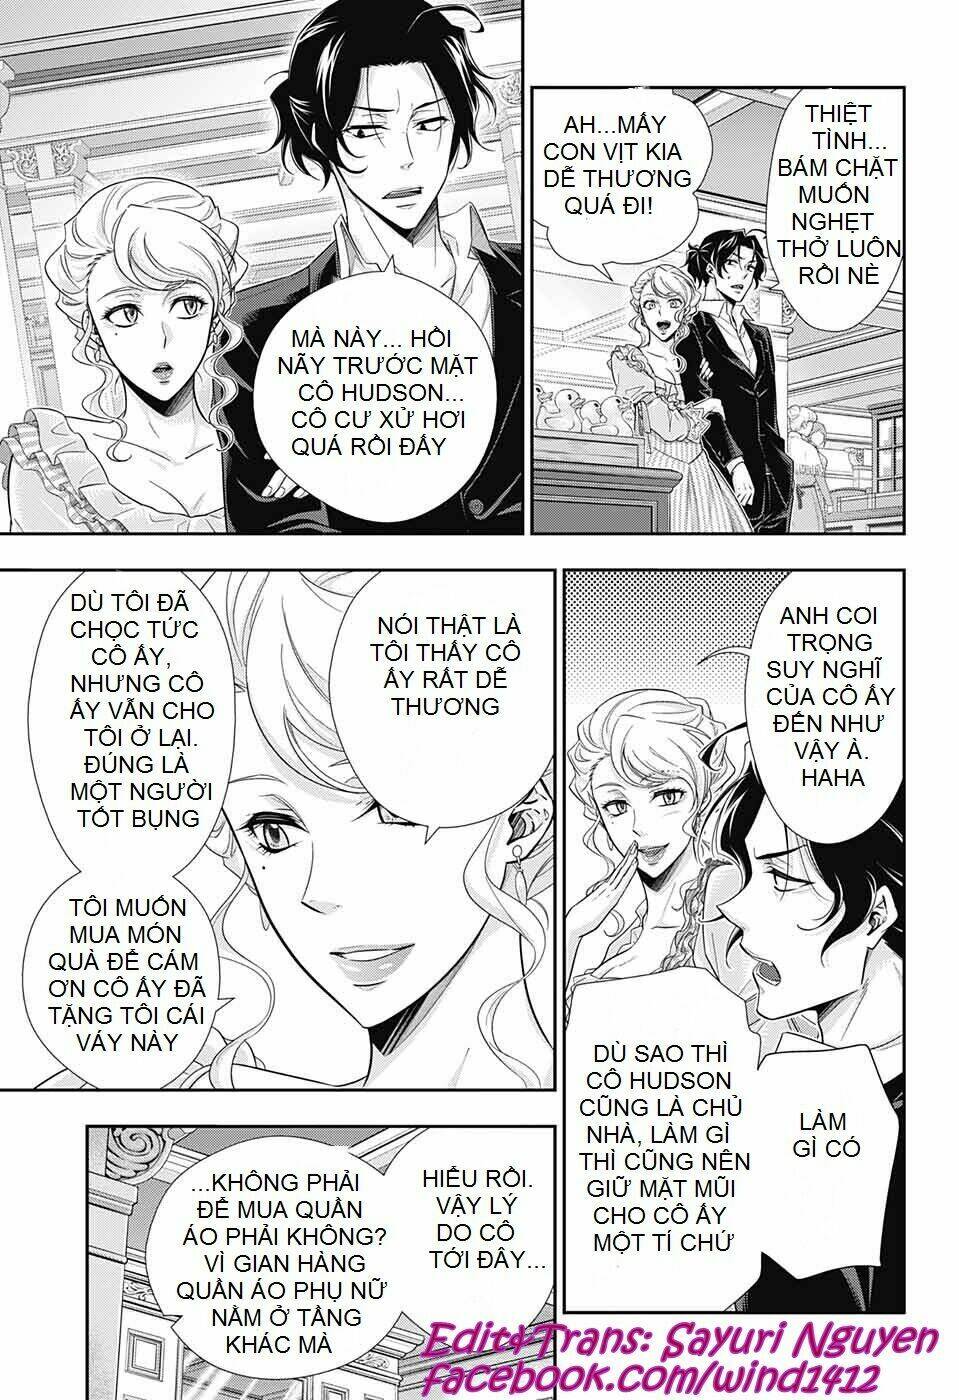 THIỆT
TÌNH...
BÁM CHẶT
MUỐN
NGHẸT
THỞ LUÔN
RỒI NÈ
AH...MẤY
CON VỊT KIA
DỄ THƯƠNG
QUÁ ĐI!
MÀ NÀY... HỒI
NÃY TRƯỚC MẶT
CÔ HUDSON...
CÔ CƯ XỬ HƠI
QUÁ RỒI ĐẤY
ANH COI
TRỌNG
SUY NGHĨ
CỦA CÔ ẤY
ĐẾN NHƯ
VẬY À.
HAHA
LÀM
GÌ CÓ
DÙ SAO THÌ
CÔ HUDSON
CŨNG LÀ CHỦ
NHÀ, LÀM GÌ
THÌ CŨNG NÊN
GIỮ MẶT MŨI
CHO CÔ ẤY
MỘT TÍ CHỨ
NÓI THẬT LÀ
TÔI THẤY CÔ
ẤY RẤT DỄ
THƯƠNG
DÙ TÔI ĐÃ
CHỌC TỨC
CÔ ẤY,
NHƯNG CÔ
ẤY VẪN CHO
TÔI Ở LẠI.
ĐÚNG LÀ
MỘT NGƯỜI
TỐT BỤNG
TÔI MUỐN
MUA MÓN
QUÀ ĐỂ CÁM
ƠN CÔ ẤY ĐÃ
TẶNG TÔI CÁI
VÁY NÀY
HIỂU RỒI.
VẬY LÝ
DO CÔ
TỚI ĐÂY...
...KHÔNG PHẢI
ĐỂ MUA QUẦN
ÁO PHẢI KHÔNG?
VÌ GIAN HÀNG
QUẦN ÁO PHỤ NỮ
NẰM Ở TẦNG
KHÁC MÀ
Edit+Trans: Sayuri Nguyen
Facebook.com/wind1412